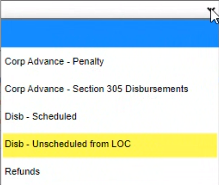 Corp Advance - Penalty
Corp Advance - Section 305 Disbursements
Disb - Scheduled
Disb - Unscheduled from LOC
Refunds